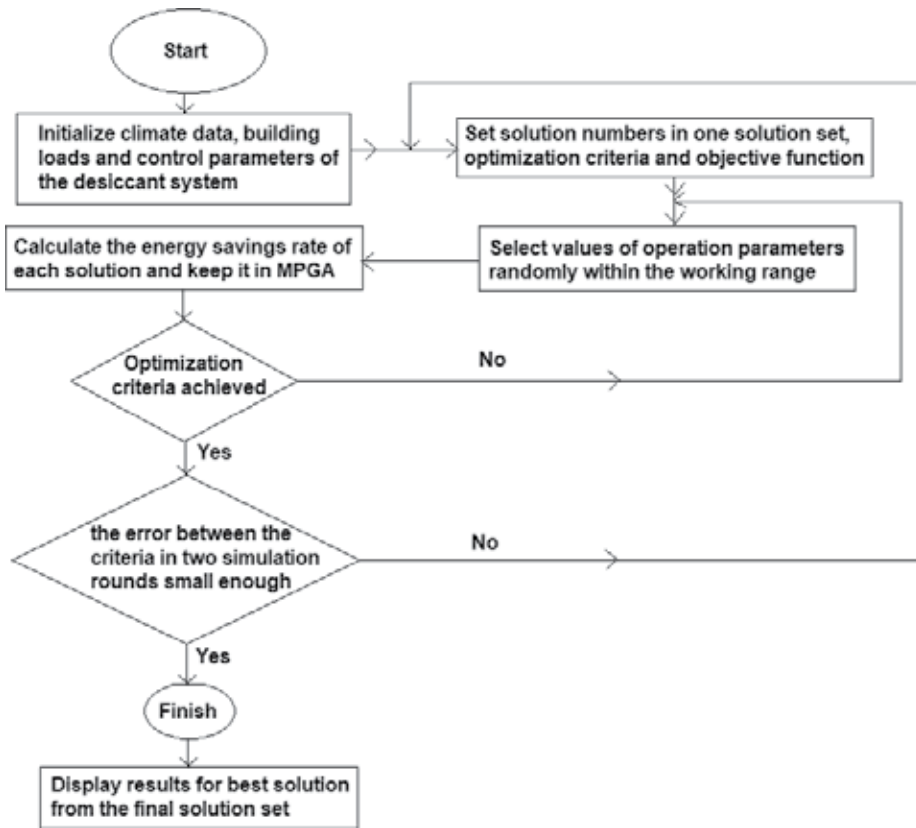 Start
Initialize climate data, building
loads and control parameters of
the desiccant system
Set solution numbers in one solution set,
optimization criteria and objective function
Select values of operation parameters
randomly within the working range
Calculate the energy savings rate of
each solution and keep it in MPGA
Optimization
criteria achieved
No
Yes
the error between the
criteria in two simulation
rounds small enough
No
Yes
Finish
Display results for best solution
from the final solution set